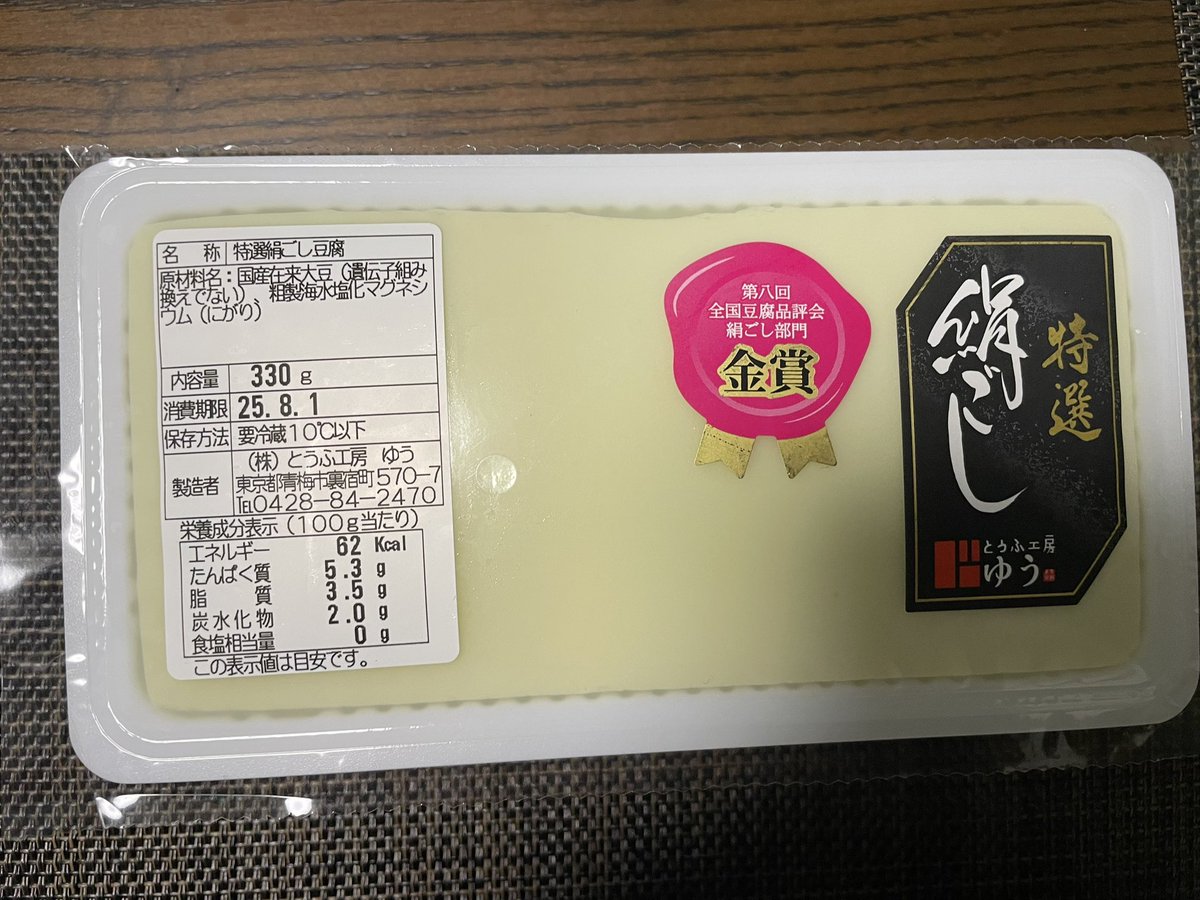 名 称 特選絹ごし豆腐
原材料名：国産在来大豆（遺伝子組み
換えでない）、粗製海水塩化マグネシ
ウム（にがり）
内容量 330 g
消費期限 25.8.1
保存方法 要冷蔵10℃以下
製造者 （株）とうふ工房 ゆう
東京都青梅市裏宿町570-7
TEL0428-84-2470
栄養成分表示（100g当たり）
エネルギー 62 Kcal
たんぱく質 5.3 g
脂 質 3.5 g
炭水化物 2.0 g
食塩相当量 0 g
この表示値は目安です。
第八回
全国豆腐品評会
絹ごし部門
金賞
特選
絹ごし
とうふ工房
ゆう